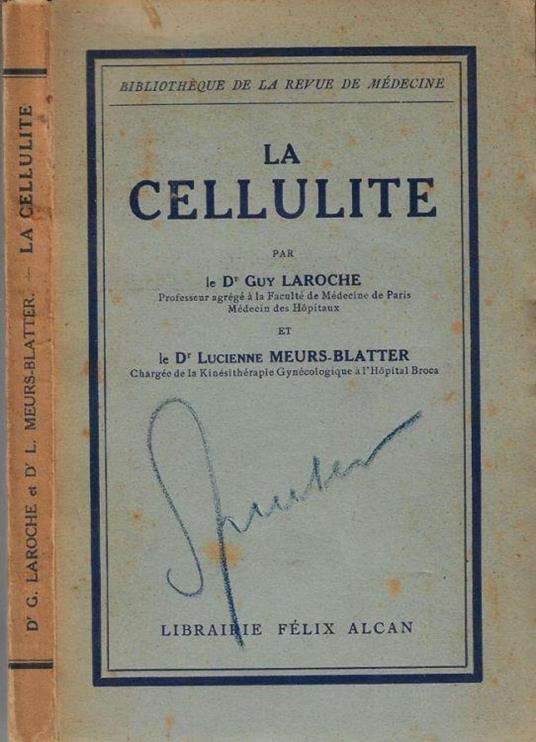 Dr G. LAROCHE et Dr L. MEURS-BLATTER. — LA CELLULITE
BIBLIOTHÈQUE DE LA REVUE DE MÉDECINE
LA
CELLULITE
PAR
le Dr GUY LAROCHE
Professeur agrégé à la Faculté de Médecine de Paris
Médecin des Hôpitaux
ET
le Dr LUCIENNE MEURS-BLATTER
Chargée de la Kinésithérapie Gynécologique à l'Hôpital Broca
LIBRAIRIE FÉLIX ALCAN